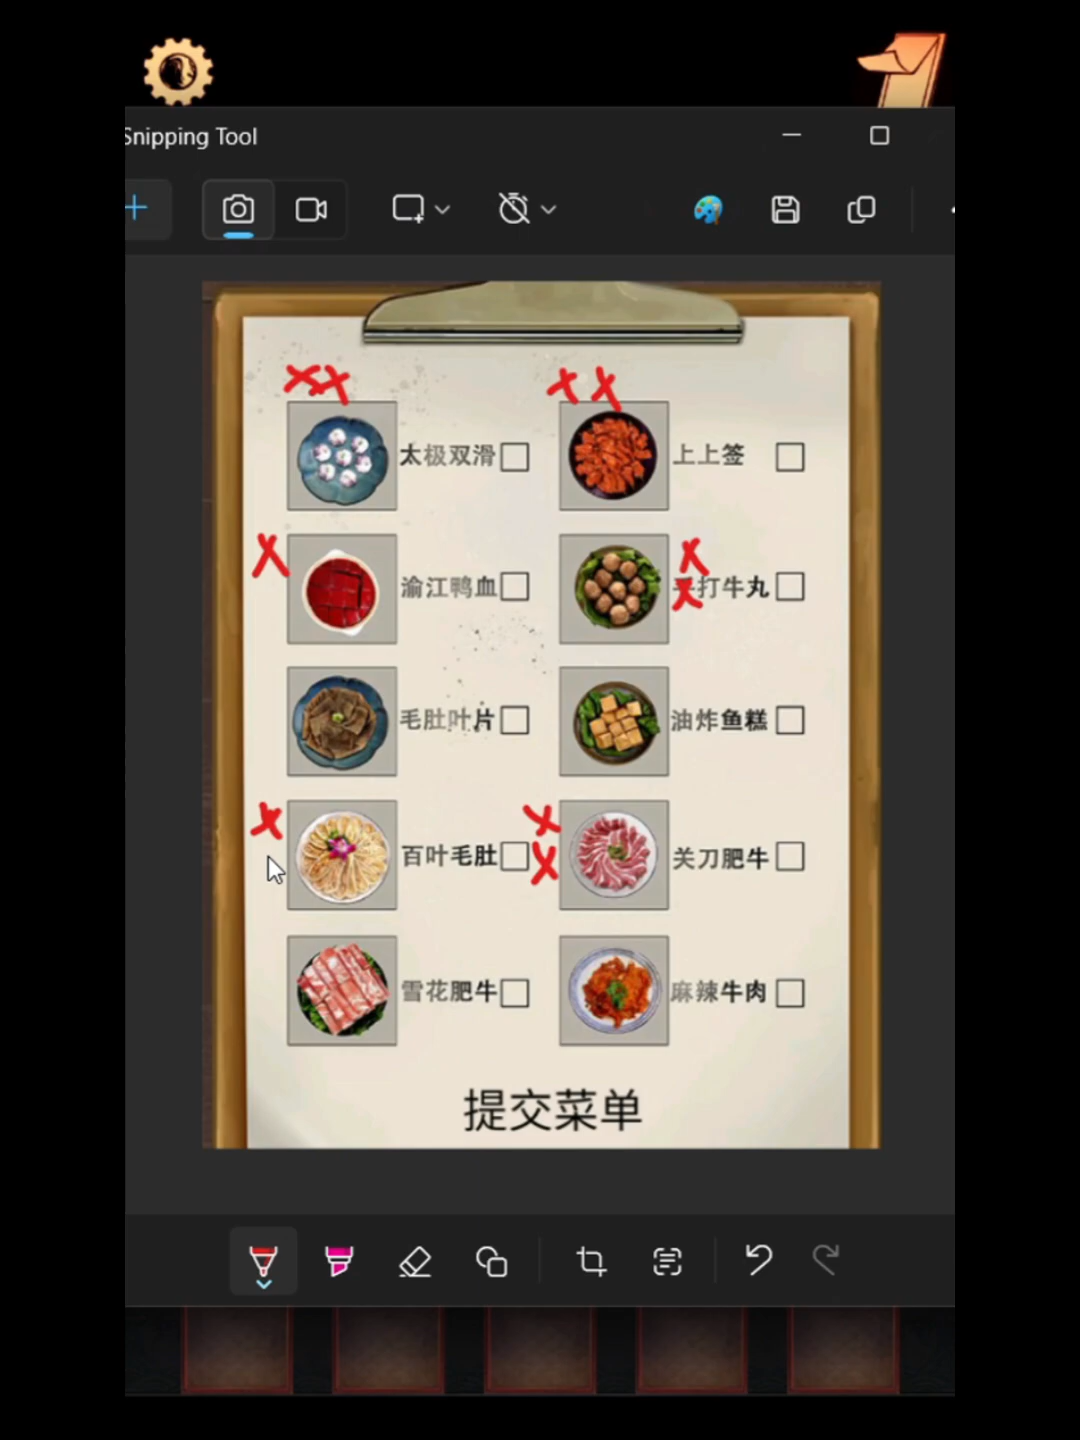 Snipping Tool
太极双滑
上上签
渝江鸭血
打牛丸
毛肚叶片
油炸鱼糕
百叶毛肚
关刀肥牛
雪花肥牛
麻辣牛肉
提交菜单